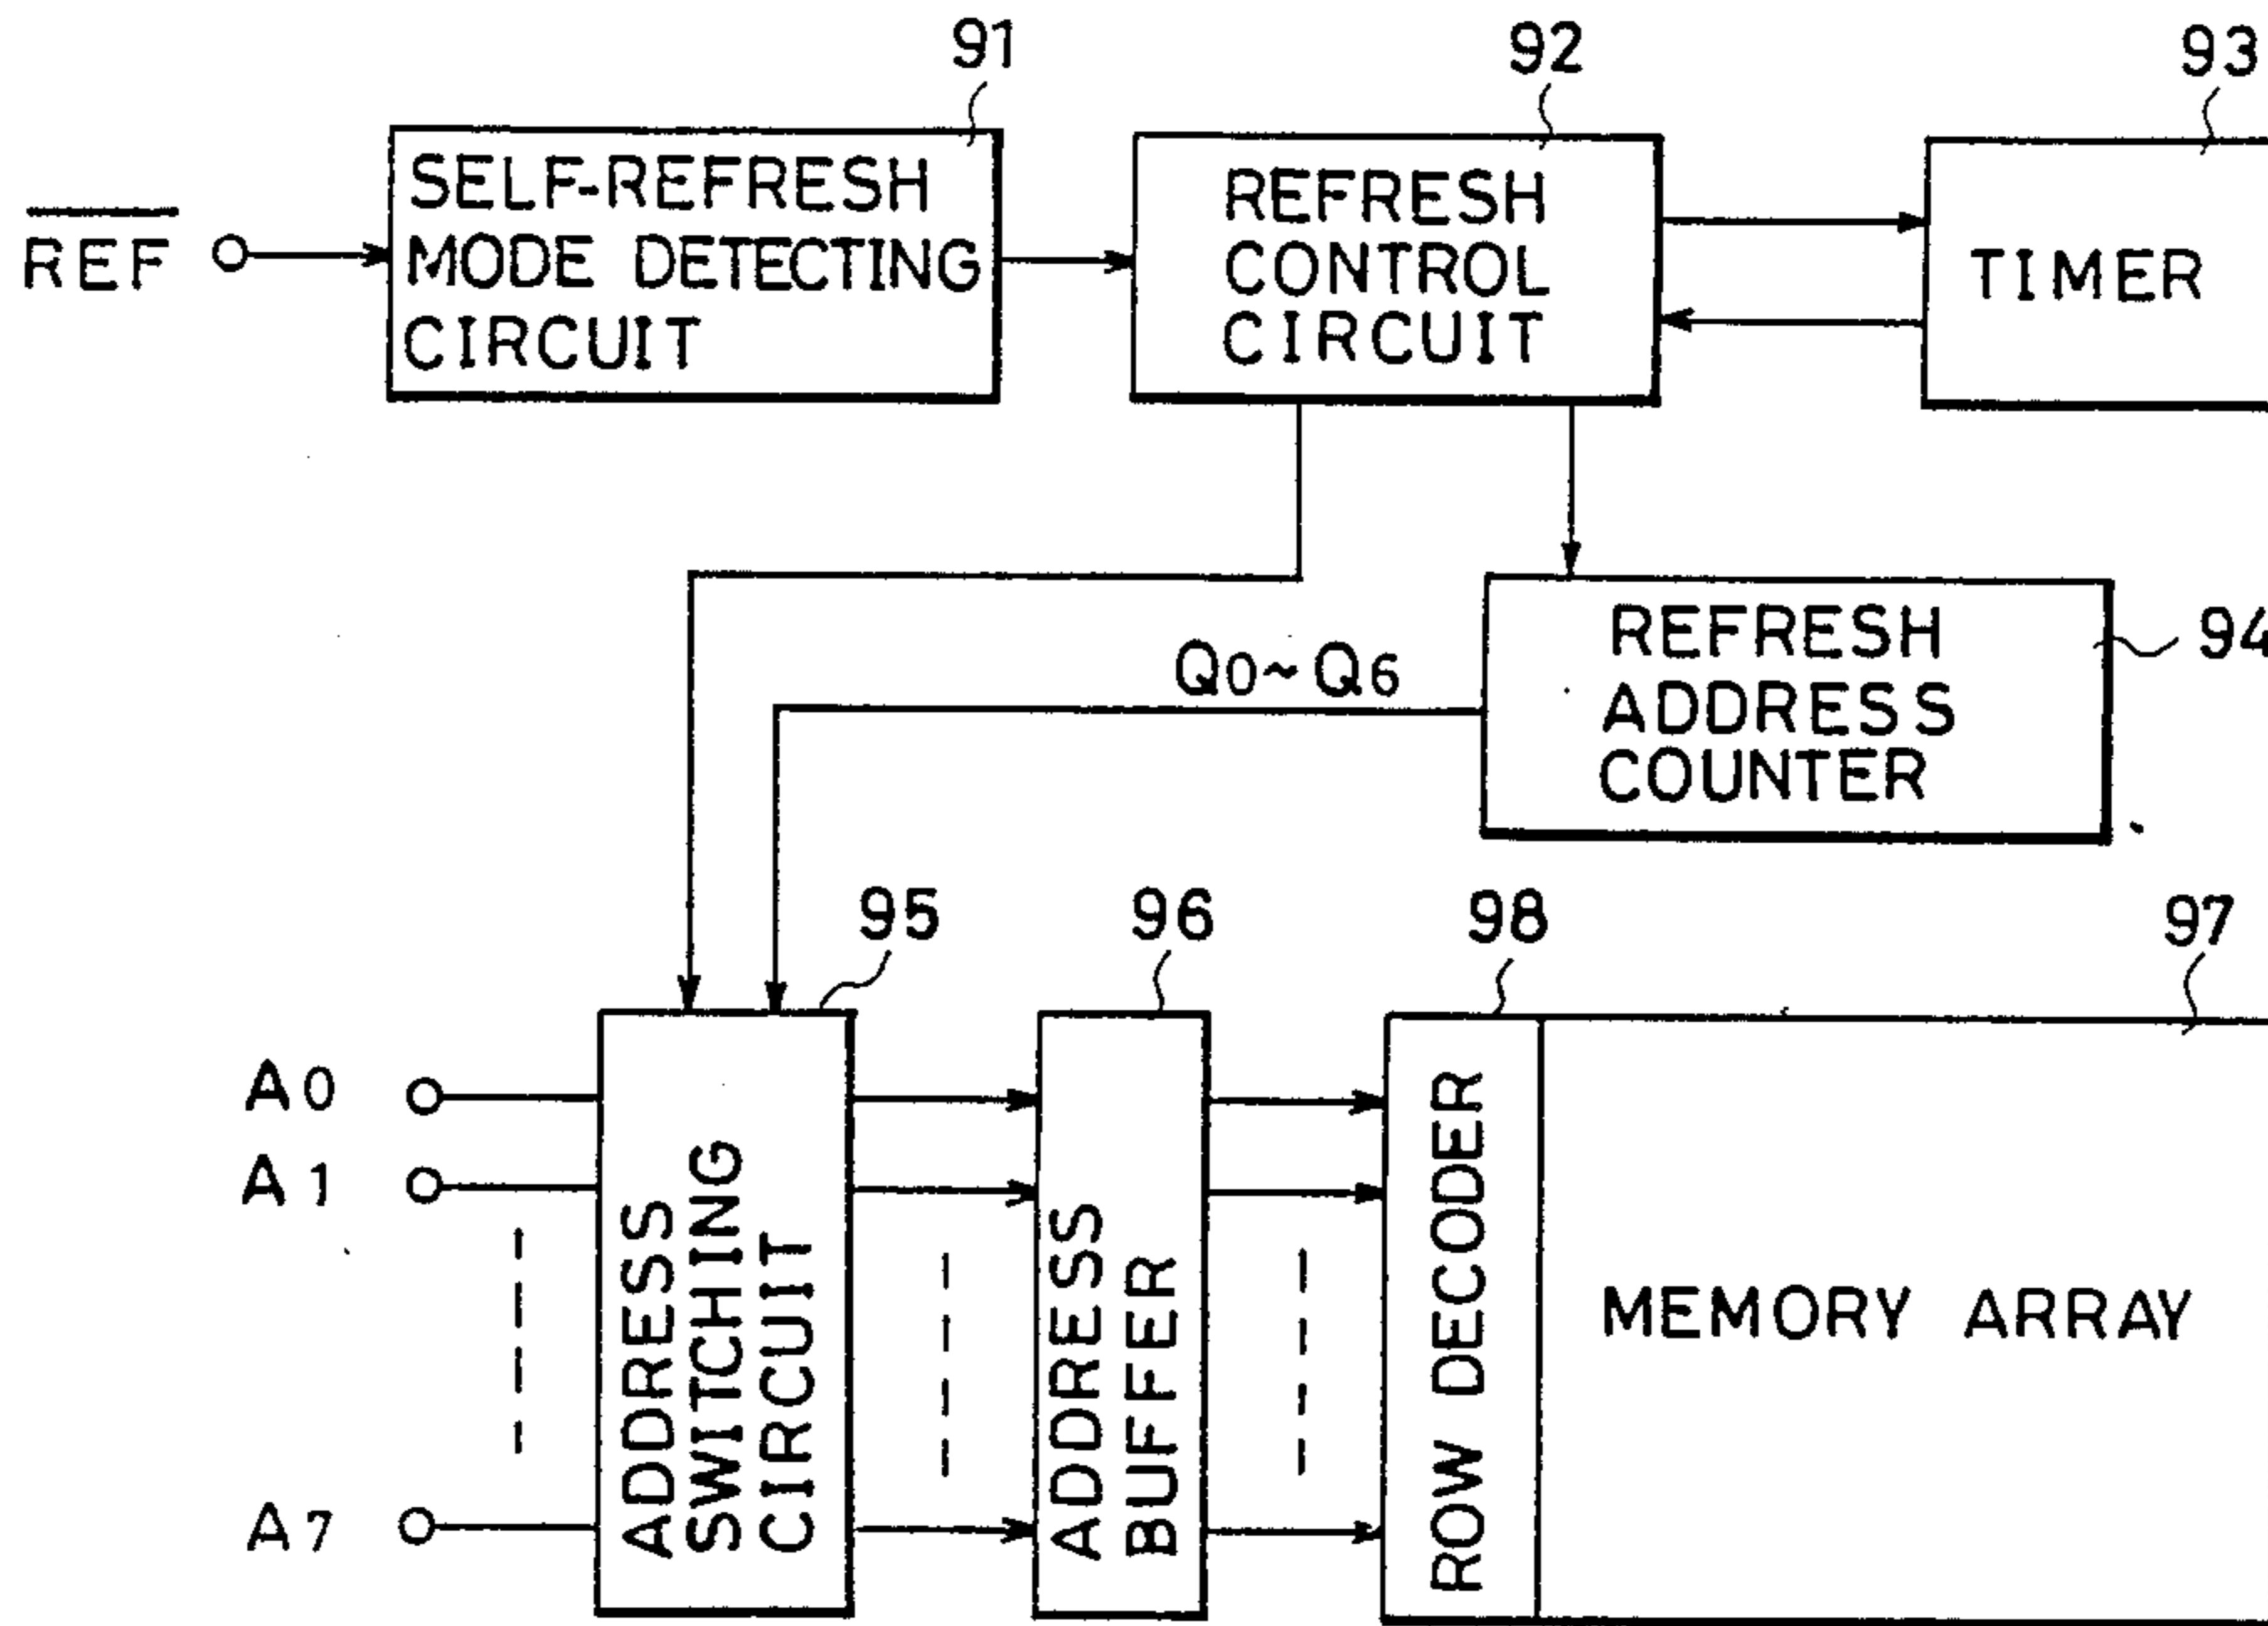 91
92
93
SELF-REFRESH
MODE DETECTING
CIRCUIT
REFRESH
CONTROL
CIRCUIT
TIMER
REF
REFRESH
ADDRESS
COUNTER
94
Q0~Q6
95
96
98
97
A0
A1
A7
ADDRESS
SWITCHING
CIRCUIT
ADDRESS
BUFFER
ROW DECODER
MEMORY ARRAY